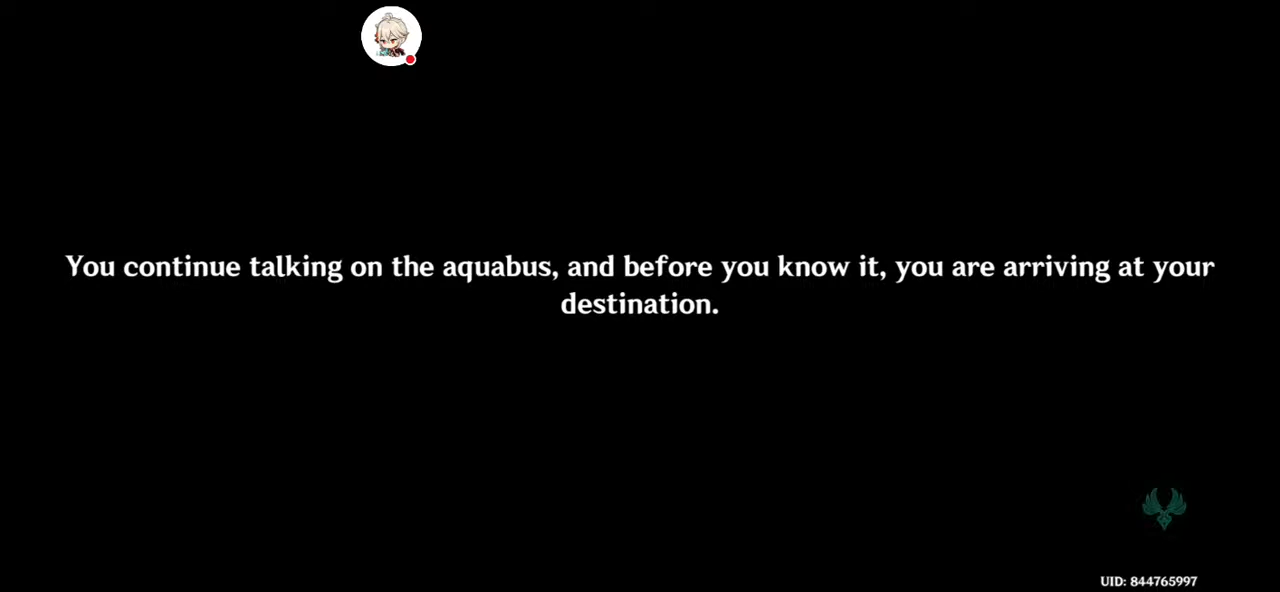 You continue talking on the aquabus, and before you know it, you are arriving at your
destination.
UID: 844765997